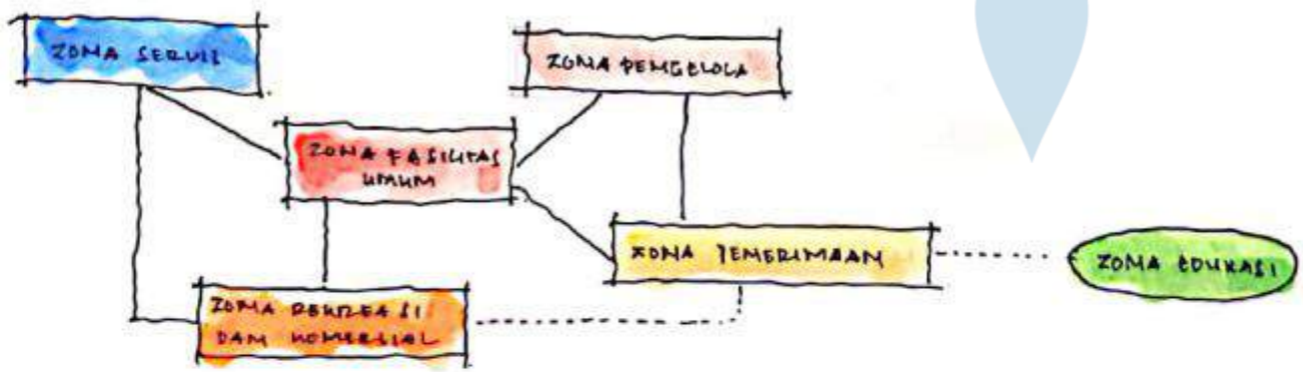 ZONA SERVIS
ZONA PENGELOLA
ZONA FASILITAS
UMUM
ZONA PENERIMAAN
ZONA EDUKASI
ZONA REKREASI
DAN KOMERSIAL